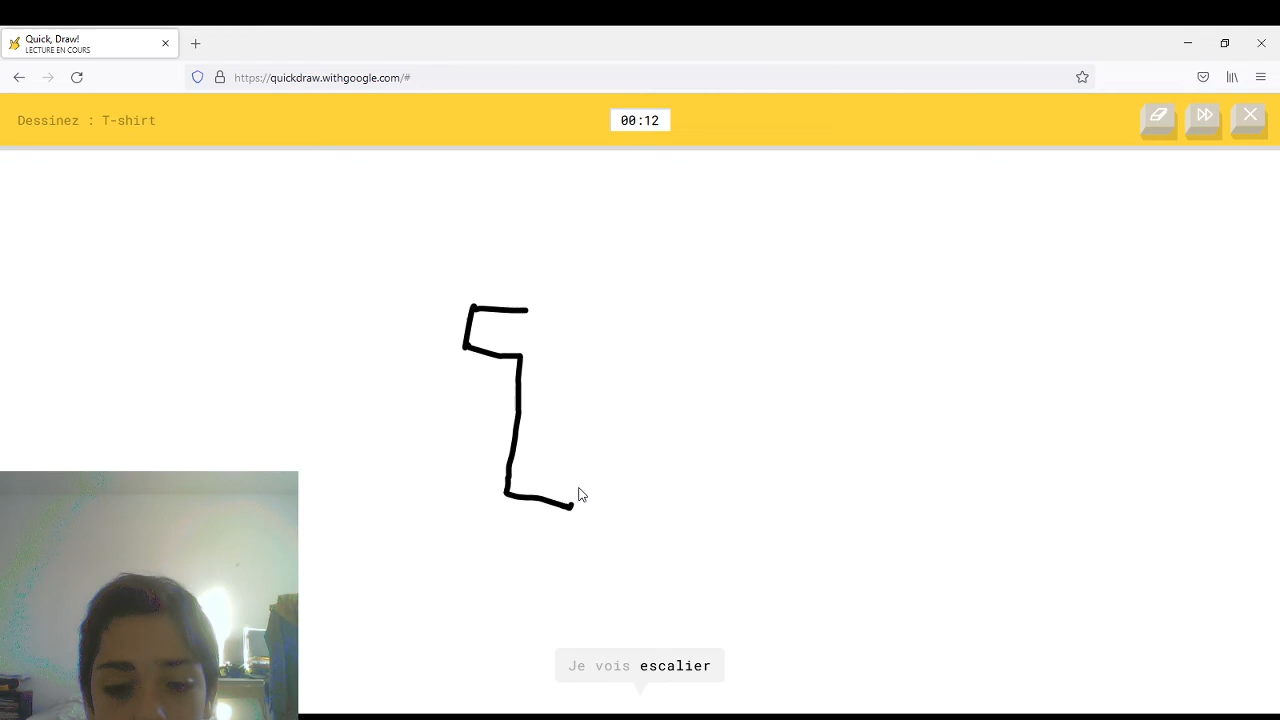 Quick, Draw!
LECTURE EN COURS
https://quickdraw.withgoogle.com/#
Dessinez : T-shirt
00:12
Je vois escalier